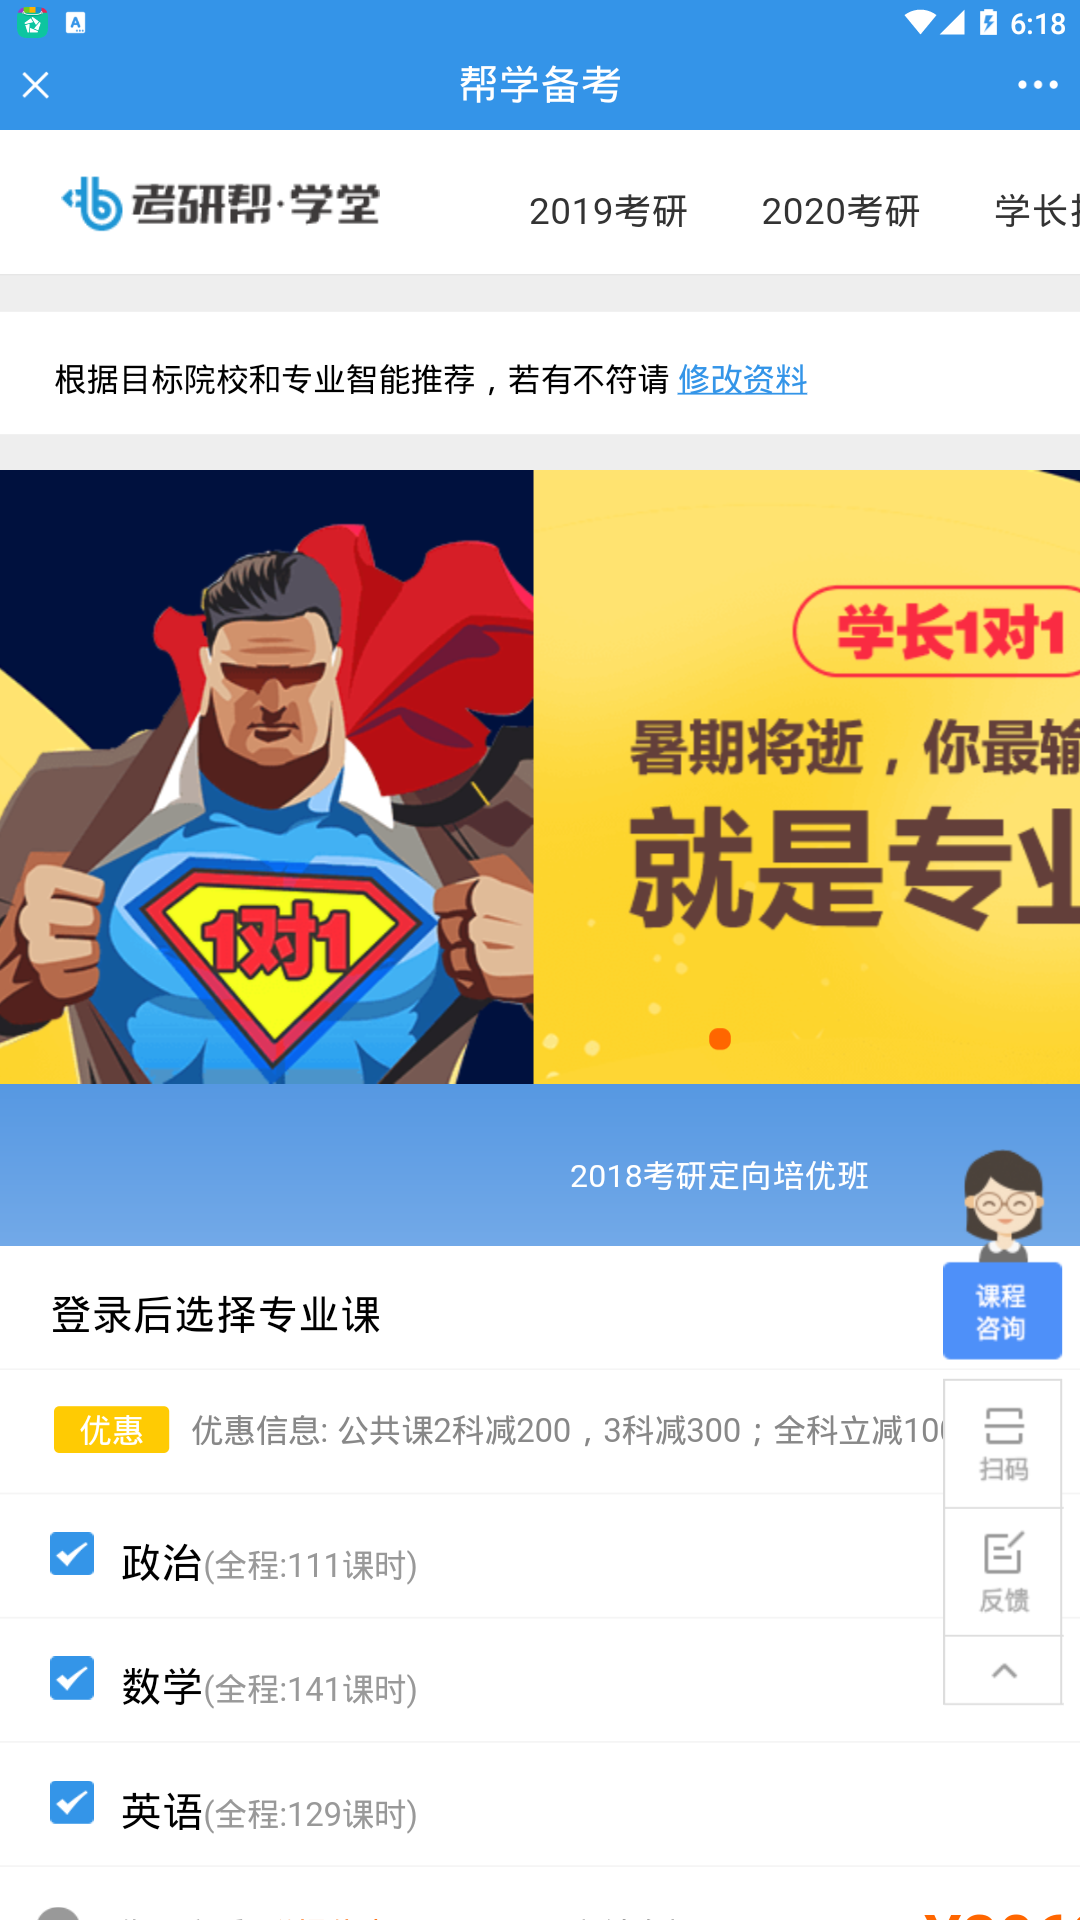 6:18
帮学备考
考研帮·学堂
2019考研 2020考研 学长
根据目标院校和专业智能推荐，若有不符请 修改资料
学长1对1
暑期将逝，你最输
就是专业
1对1
2018考研定向培优班
课程
咨询
登录后选择专业课
优惠 优惠信息: 公共课2科减200，3科减300；全科立减100
扫码
政治(全程:111课时)
反馈
数学(全程:141课时)
英语(全程:129课时)